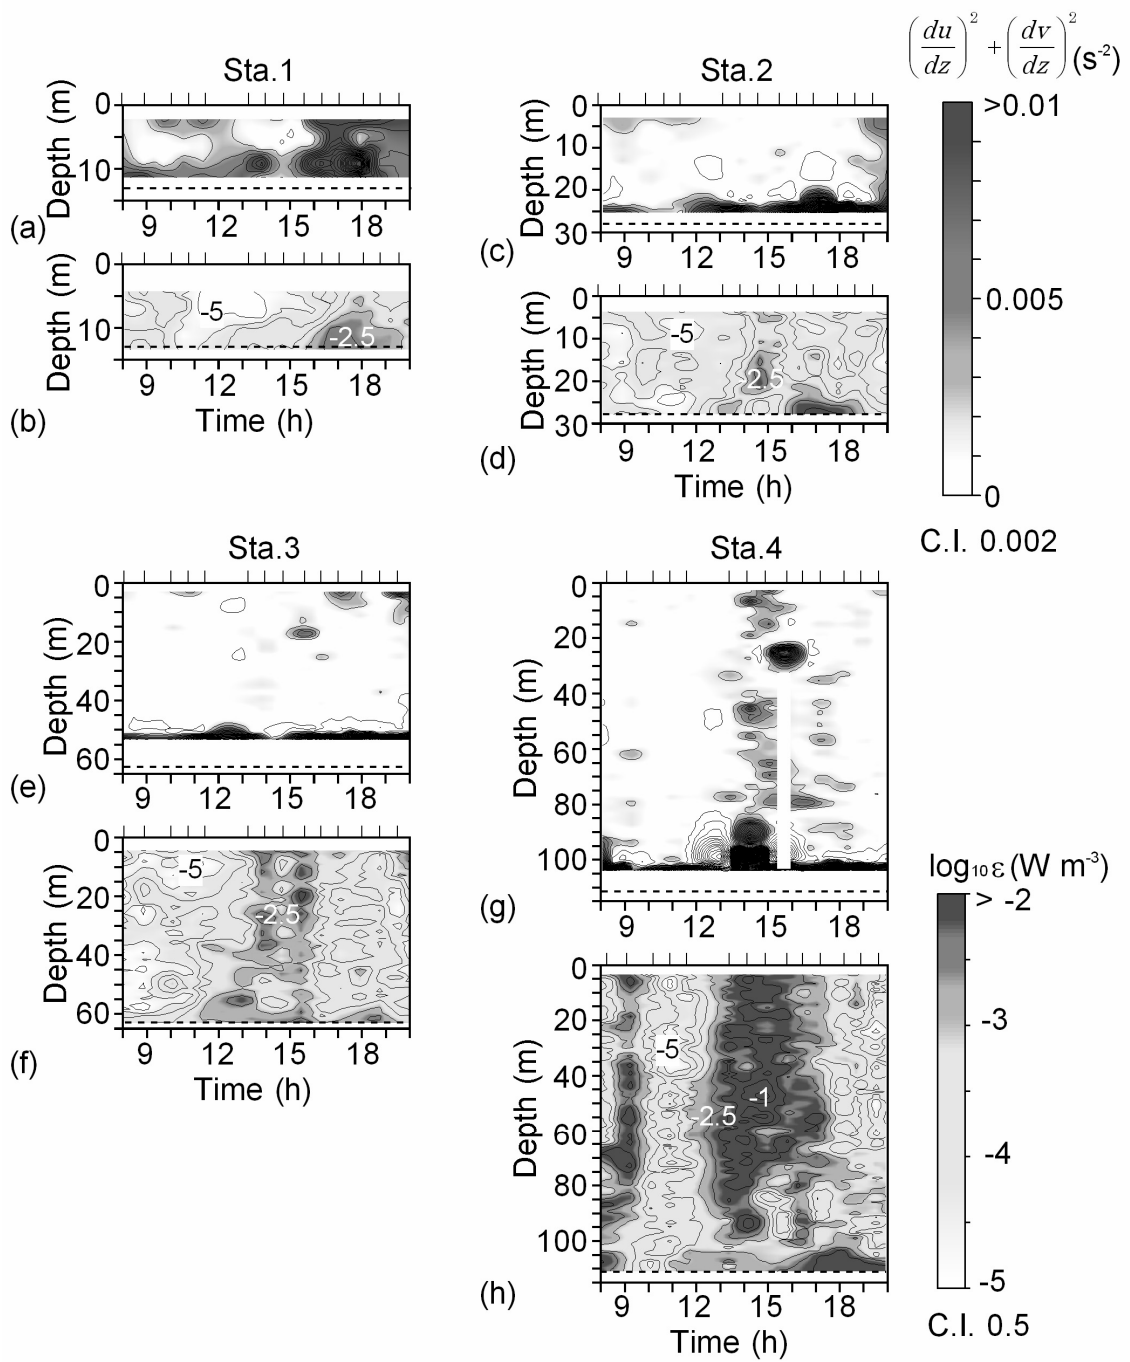 (du/dz)² + (dv/dz)² (s⁻²)
Sta.1
0
10
Depth (m)
9 12 15 18
(a)
0
-5
10
-2.5
Depth (m)
9 12 15 18
Time (h)
(b)
Sta.2
0
10
20
30
Depth (m)
9 12 15 18
(c)
0
-5
10
20
2.5
30
Depth (m)
9 12 15 18
Time (h)
(d)
>0.01
0.005
0
C.I. 0.002
Sta.3
0
20
40
60
Depth (m)
9 12 15 18
(e)
0
-5
20
-2.5
40
60
Depth (m)
9 12 15 18
Time (h)
(f)
Sta.4
0
20
40
60
80
100
Depth (m)
9 12 15 18
(g)
0
20
-5
40
-1
-2.5
60
80
100
Depth (m)
9 12 15 18
Time (h)
(h)
log₁₀ε (W m⁻³)
> -2
-3
-4
-5
C.I. 0.5